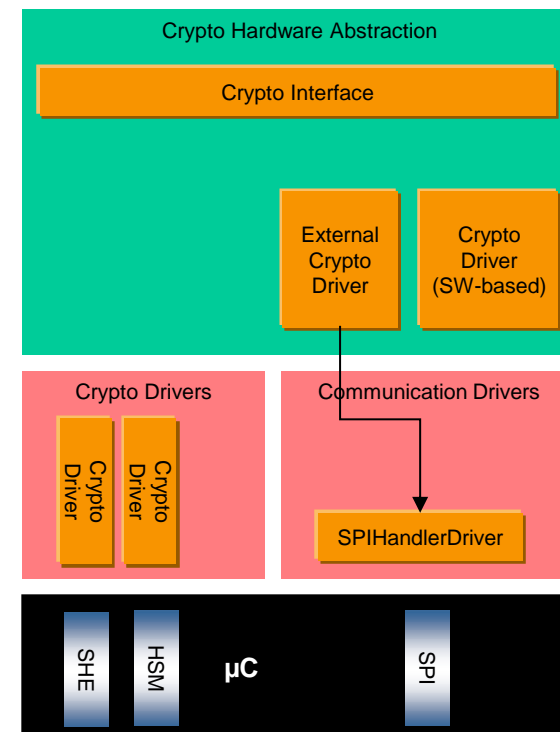 Crypto Hardware Abstraction
Crypto Interface
External
Crypto
Driver
Crypto
Driver
(SW-based)
Crypto Drivers
Communication Drivers
Crypto
Driver
Crypto
Driver
SPIHandlerDriver
SHE
HSM
µC
SPI